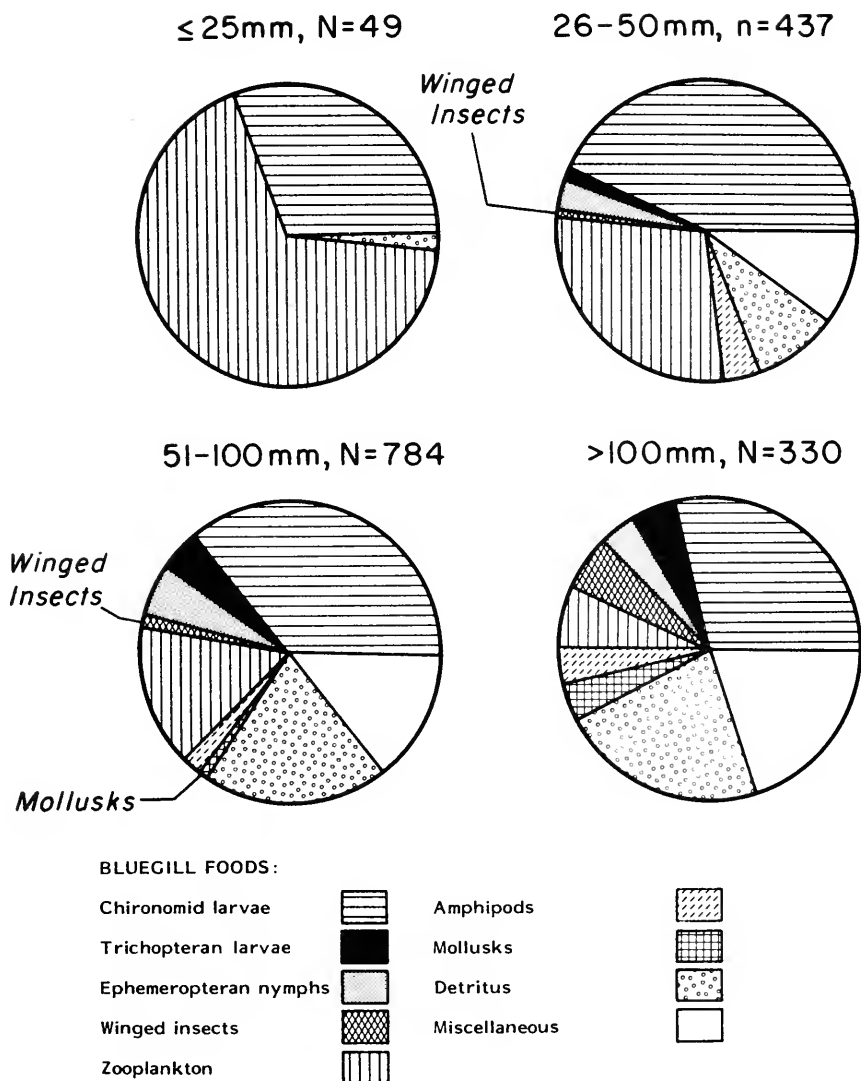 ≤25mm, N=49
26-50mm, n=437
Winged
Insects
51-100mm, N=784
>100mm, N=330
Winged
Insects
Mollusks
BLUEGILL FOODS:
Chironomid larvae
Amphipods
Trichopteran larvae
Mollusks
Ephemeropteran nymphs
Detritus
Winged insects
Miscellaneous
Zooplankton